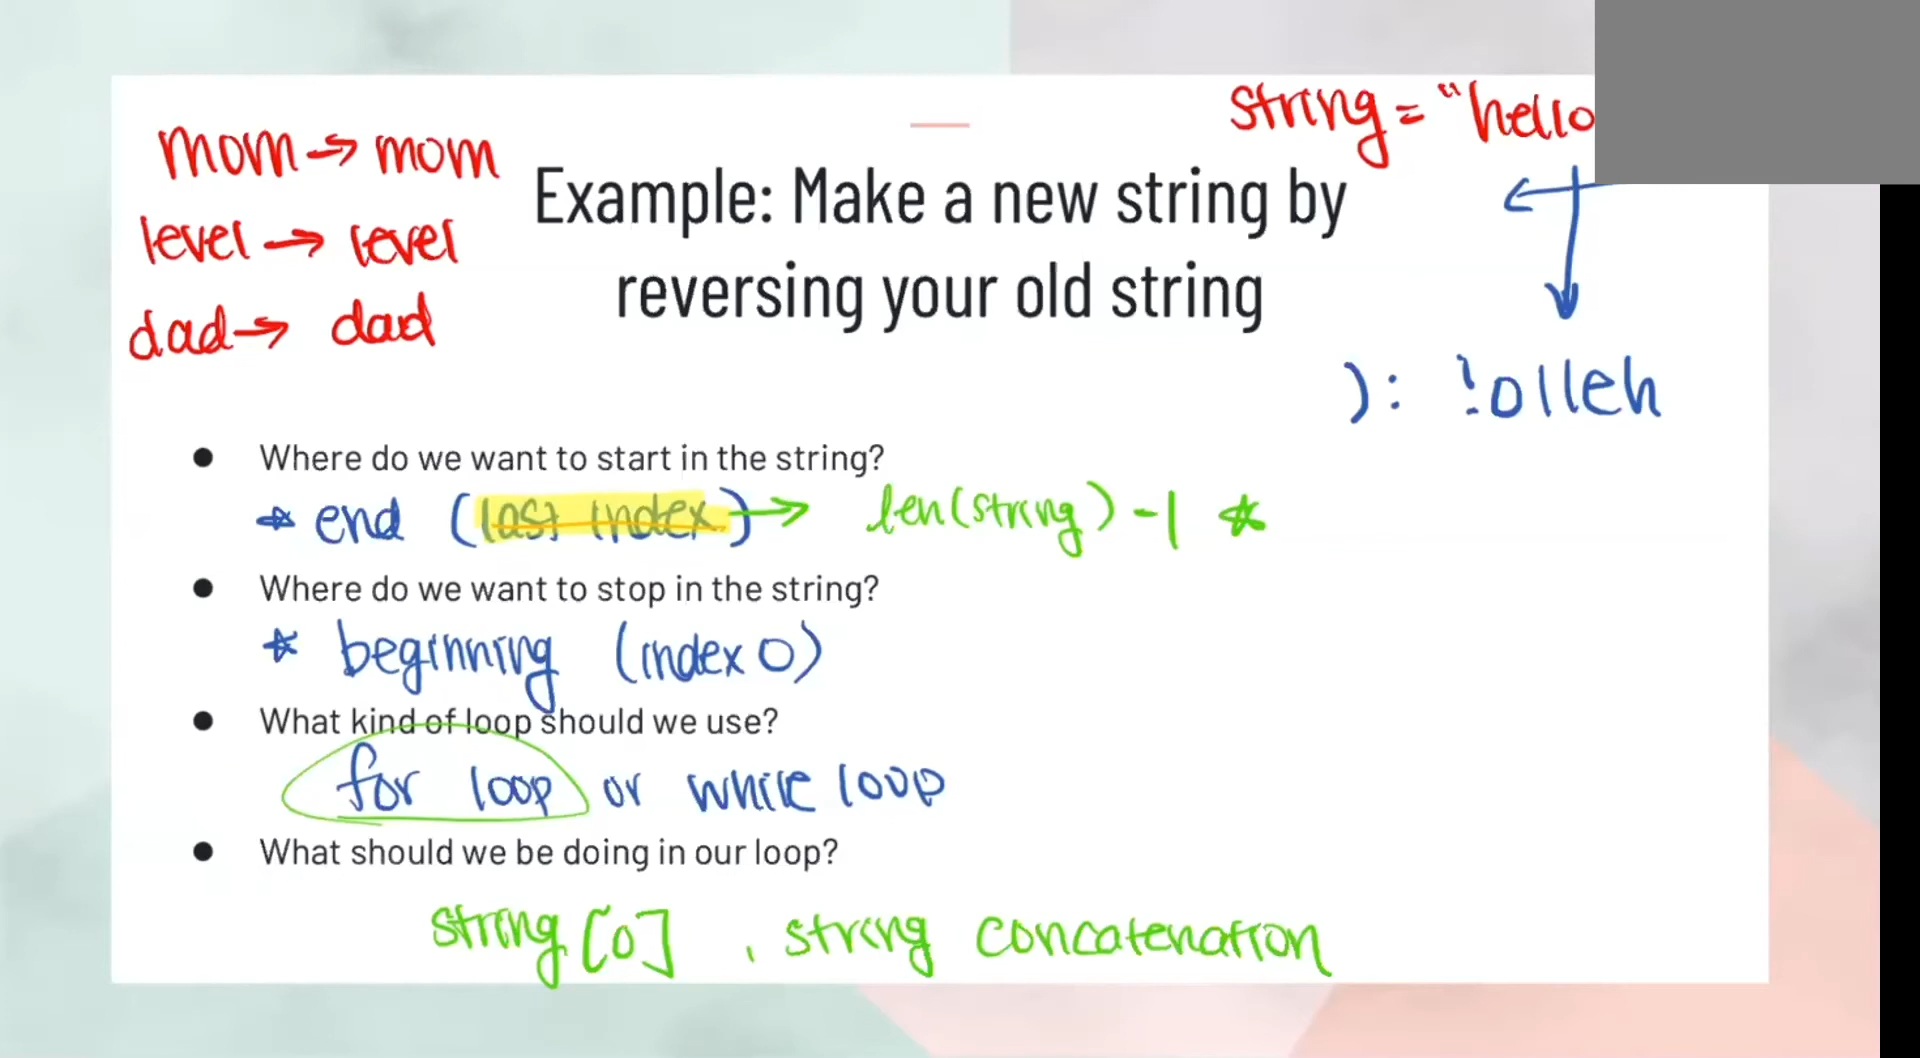 mom → mom
level → level
dad → dad
string = "hello
Example: Make a new string by
reversing your old string
): !olleh
● Where do we want to start in the string?
* end (last index) → len(string) -1 *
● Where do we want to stop in the string?
* beginning (index 0)
● What kind of loop should we use?
for loop or while loop
● What should we be doing in our loop?
string[0] , string concatenation